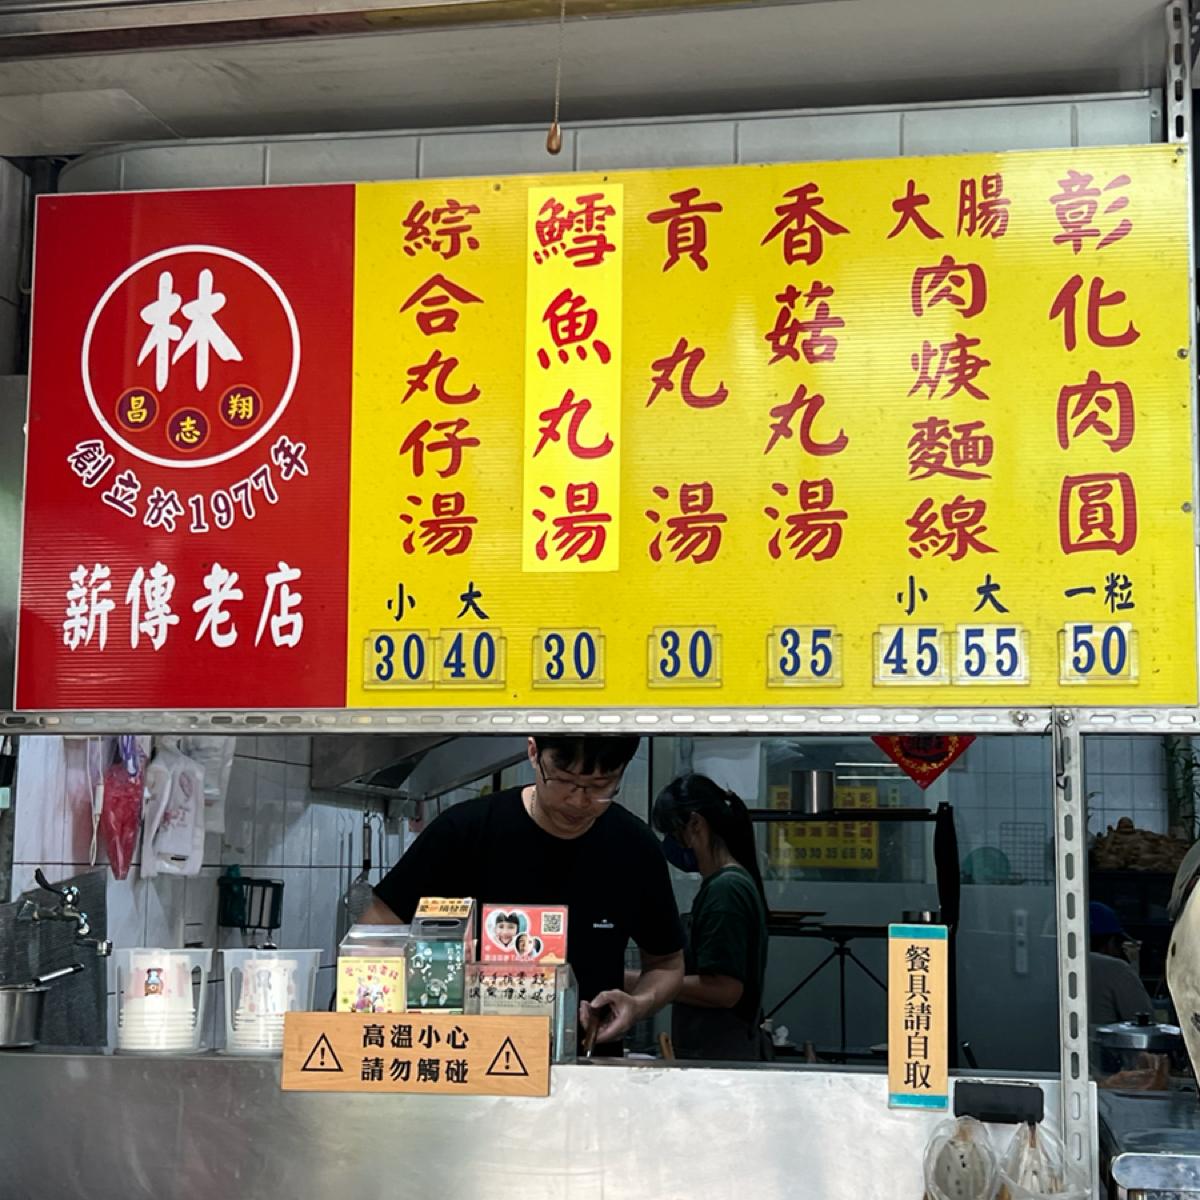 林
昌志翔
創立於1977年
薪傳老店
彰化肉圓
一粒
50
大腸肉焿麵線
小 大
45 55
香菇丸湯
35
貢丸湯
30
鱈魚丸湯
30
綜合丸仔湯
小 大
30 40
高溫小心
請勿觸碰
餐具請自取